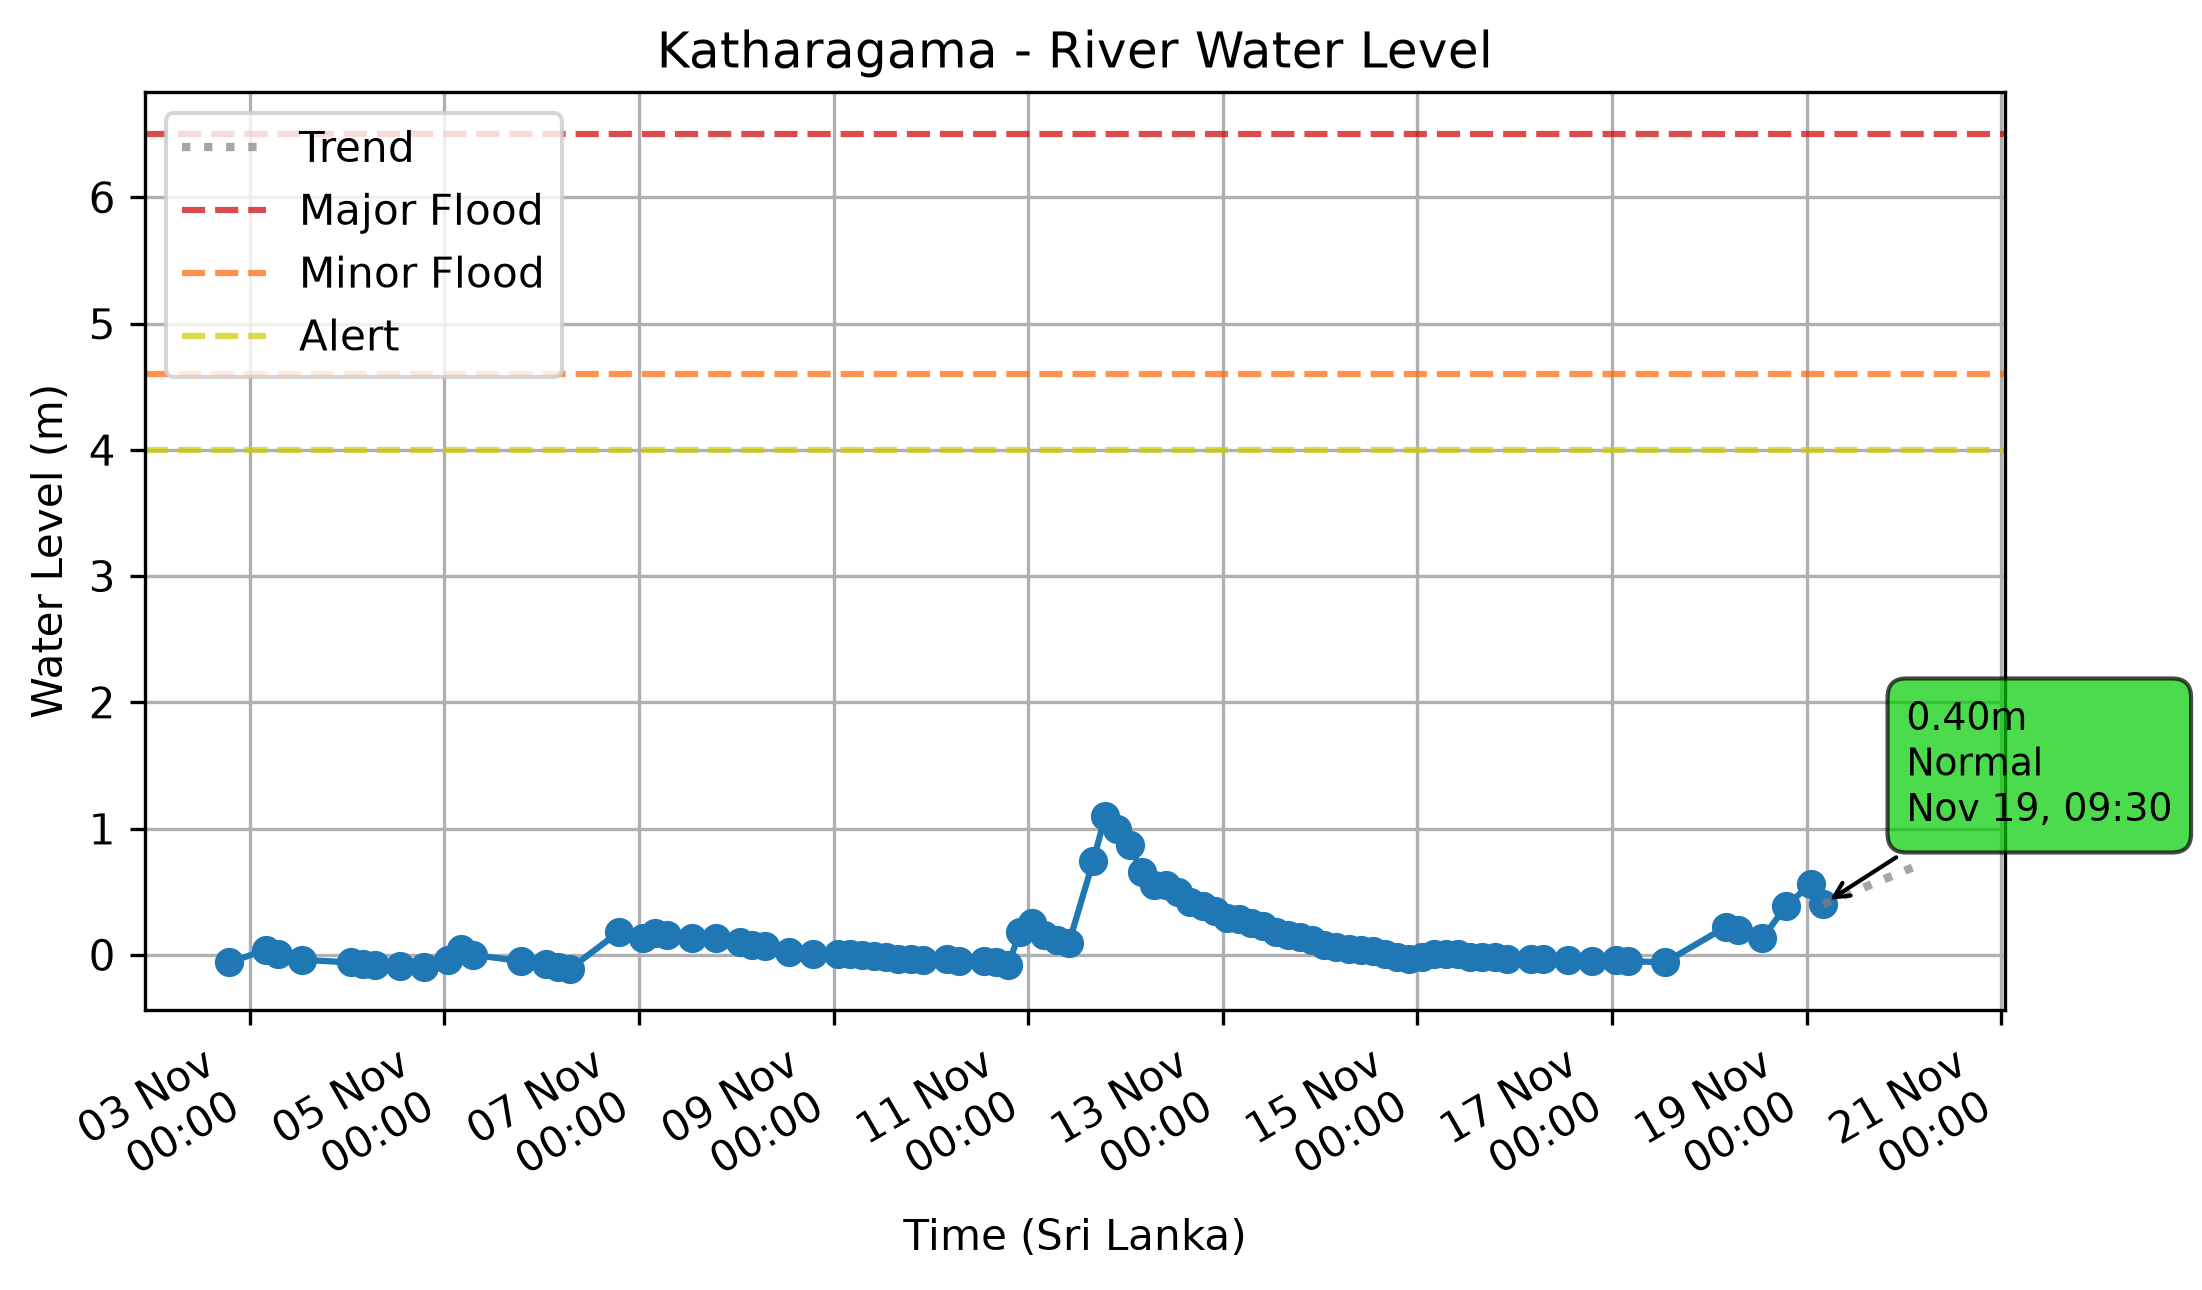 Katharagama - River Water Level
Trend
Major Flood
Minor Flood
Alert
Water Level (m)
6
5
4
3
2
1
0
0.40m
Normal
Nov 19, 09:30
03 Nov
00:00
05 Nov
00:00
07 Nov
00:00
09 Nov
00:00
11 Nov
00:00
13 Nov
00:00
15 Nov
00:00
17 Nov
00:00
19 Nov
00:00
21 Nov
00:00
Time (Sri Lanka)